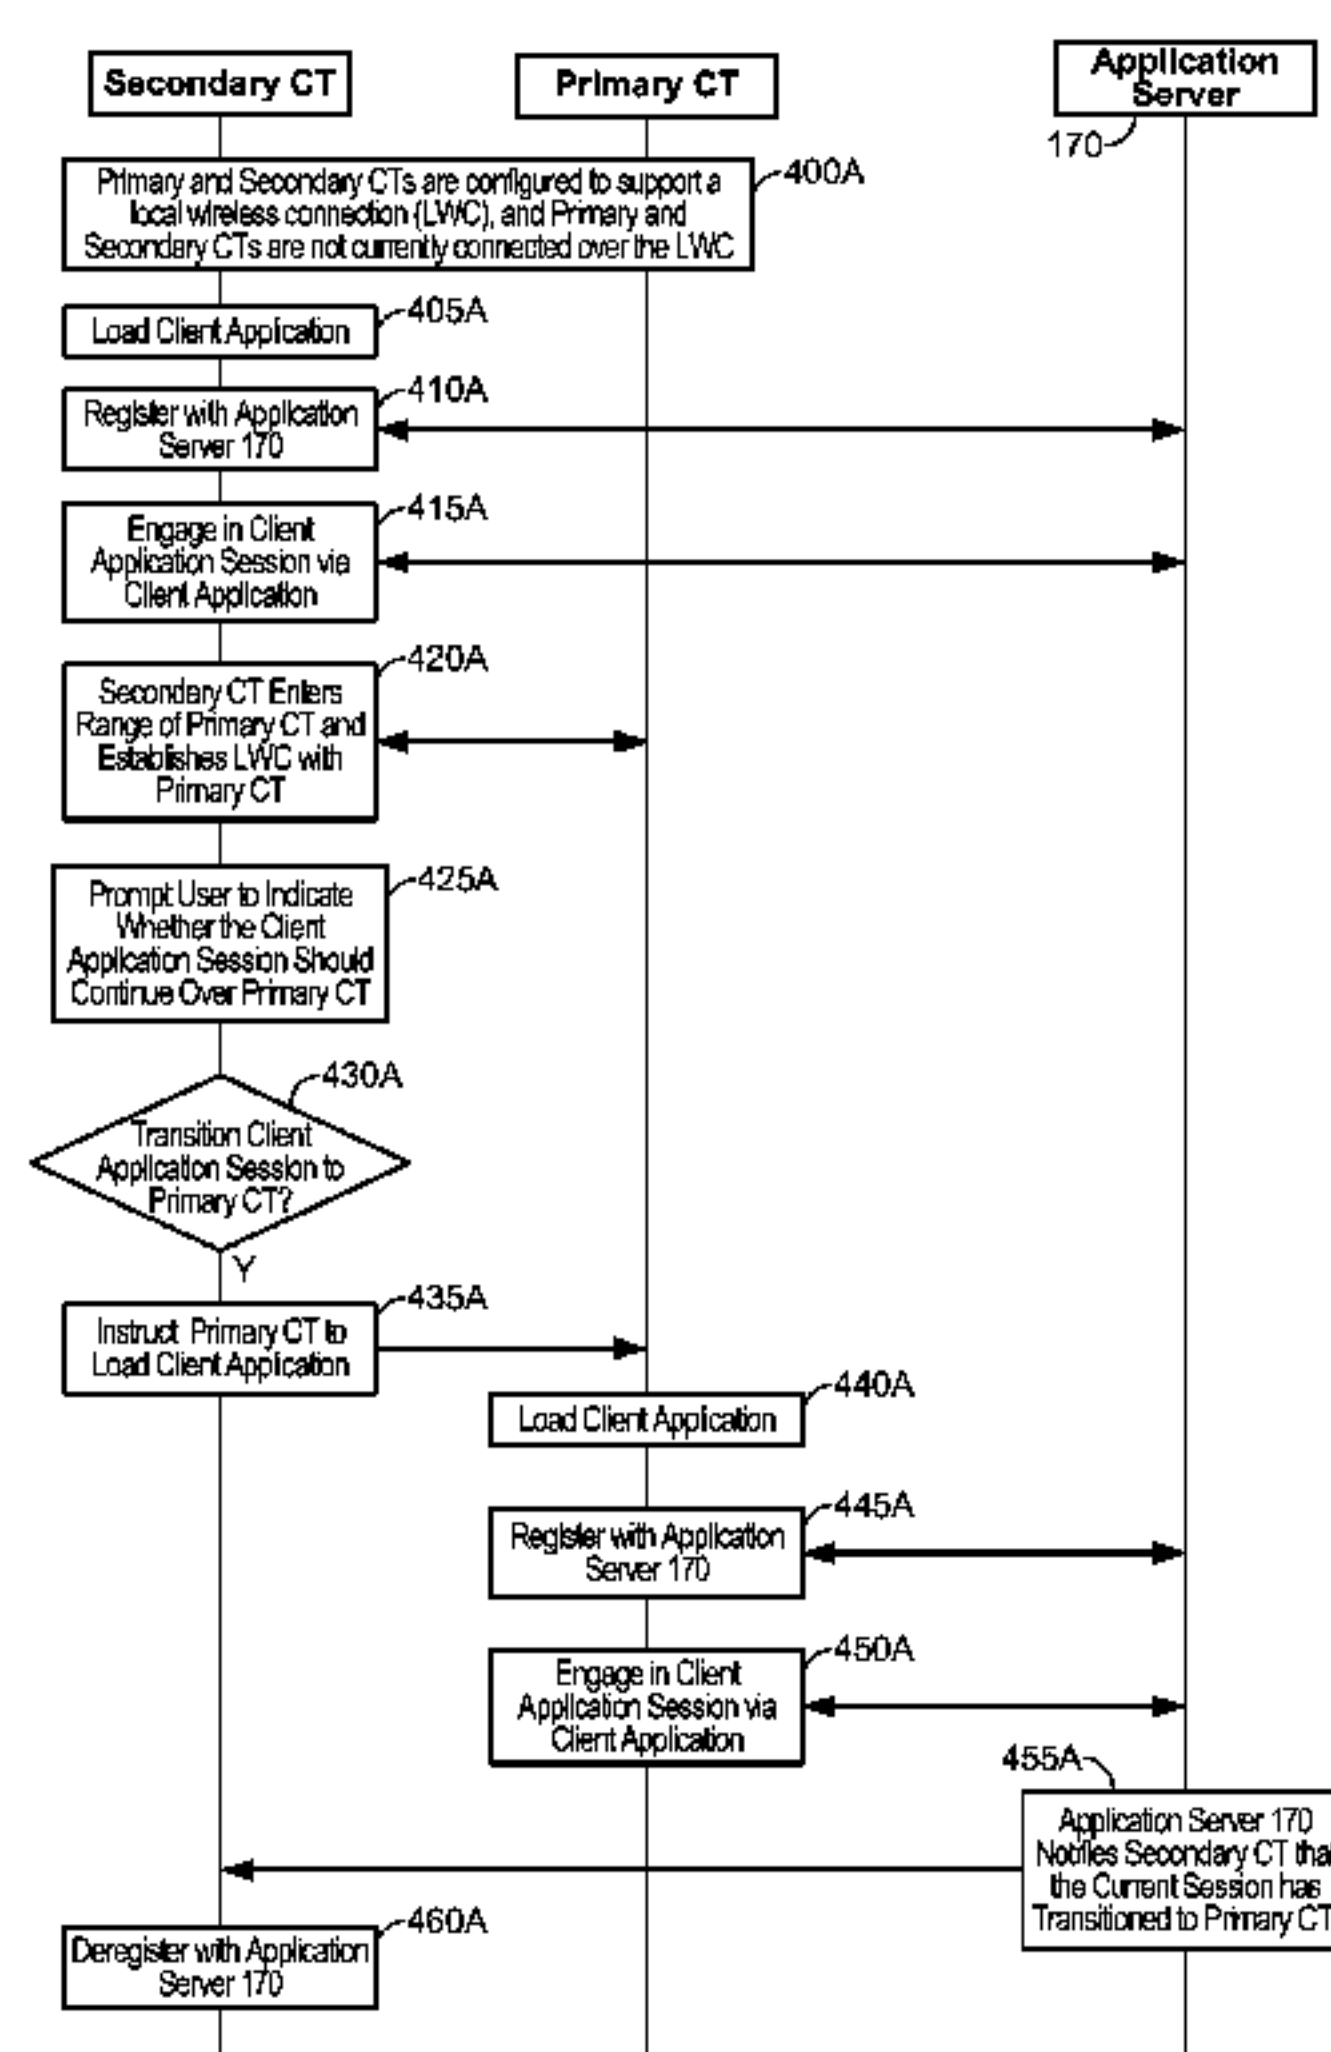 Secondary CT
Primary CT
Application
Server
170
400A
Primary and Secondary CTs are configured to support a
local wireless connection (LWC), and Primary and
Secondary CTs are not currently connected over the LWC
405A
Load Client Application
410A
Register with Application
Server 170
415A
Engage in Client
Application Session via
Client Application
420A
Secondary CT Enters
Range of Primary CT and
Establishes LWC with
Primary CT
425A
Prompt User to Indicate
Whether the Client
Application Session Should
Continue Over Primary CT
430A
Transition Client
Application Session to
Primary CT?
Y
435A
Instruct Primary CT to
Load Client Application
440A
Load Client Application
445A
Register with Application
Server 170
450A
Engage in Client
Application Session via
Client Application
455A
Application Server 170
Notifies Secondary CT that
the Current Session has
Transitioned to Primary CT
460A
Deregister with Application
Server 170